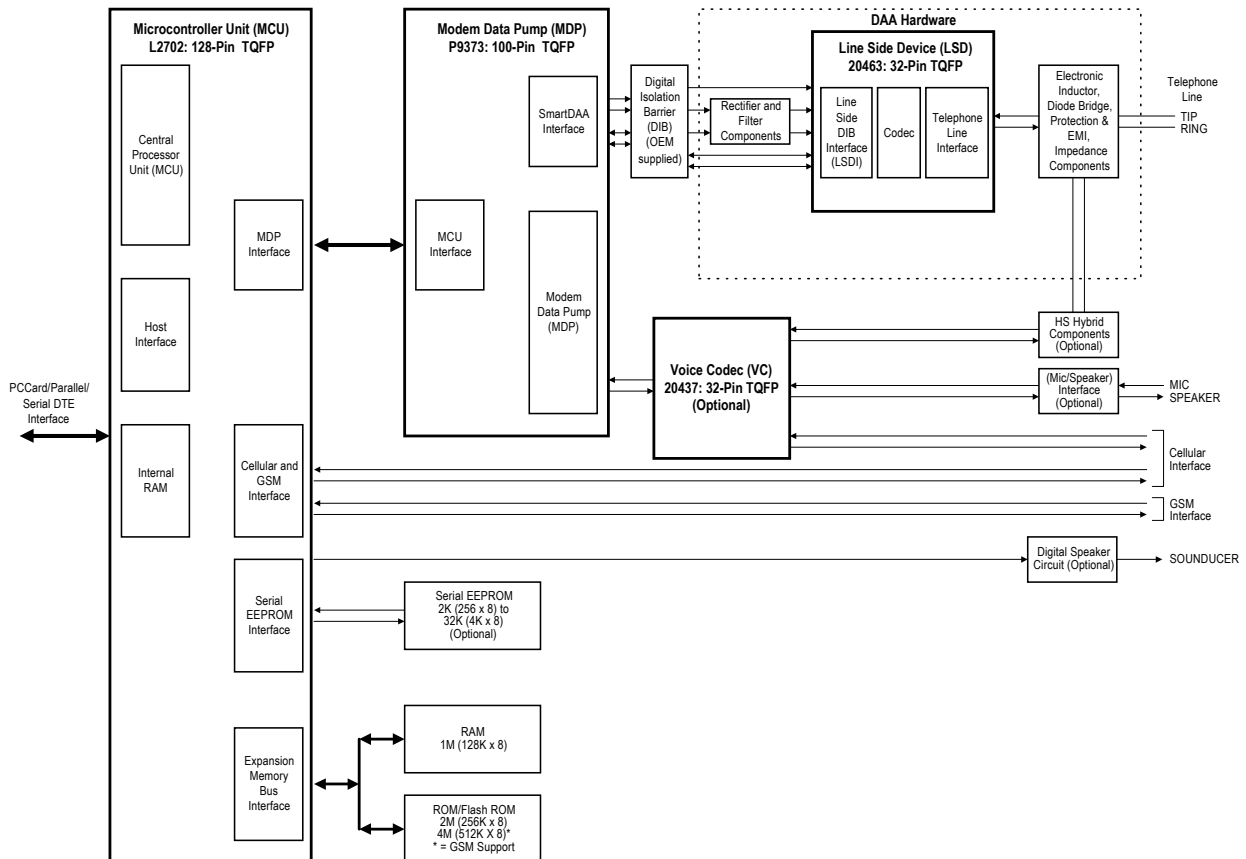 Microcontroller Unit (MCU)
L2702: 128-Pin TQFP
Central
Processor
Unit (MCU)
MDP
Interface
Host
Interface
PCCard/Parallel/
Serial DTE
Interface
Internal
RAM
Cellular and
GSM
Interface
Serial
EEPROM
Interface
Expansion
Memory
Bus
Interface
Modem Data Pump (MDP)
P9373: 100-Pin TQFP
SmartDAA
Interface
MCU
Interface
Modem
Data Pump
(MDP)
Digital
Isolation
Barrier
(DIB)
(OEM
supplied)
DAA Hardware
Rectifier and
Filter
Components
Line Side Device (LSD)
20463: 32-Pin TQFP
Line
Side
DIB
Interface
(LSDI)
Codec
Telephone
Line
Interface
Electronic
Inductor,
Diode Bridge,
Protection &
EMI,
Impedance
Components
Telephone
Line
TIP
RING
Voice Codec (VC)
20437: 32-Pin TQFP
(Optional)
HS Hybrid
Components
(Optional)
(Mic/Speaker)
Interface
(Optional)
MIC
SPEAKER
Cellular
Interface
GSM
Interface
Digital Speaker
Circuit (Optional)
SOUNDUCER
Serial EEPROM
2K (256 x 8) to
32K (4K x 8)
(Optional)
RAM
1M (128K x 8)
ROM/Flash ROM
2M (256K x 8)
4M (512K X 8)*
* = GSM Support